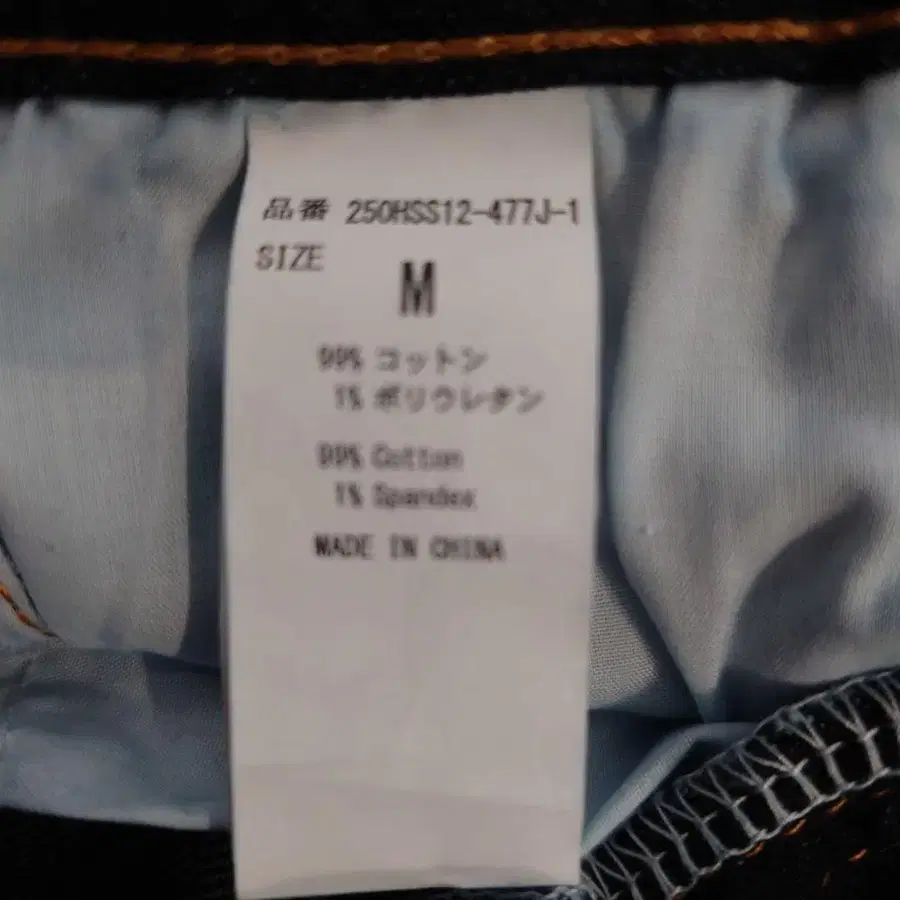 品番 250HSS12-477J-1
SIZE
M
99% コットン
1% ポリウレタン
99% Cotton
1% Spandex
MADE IN CHINA